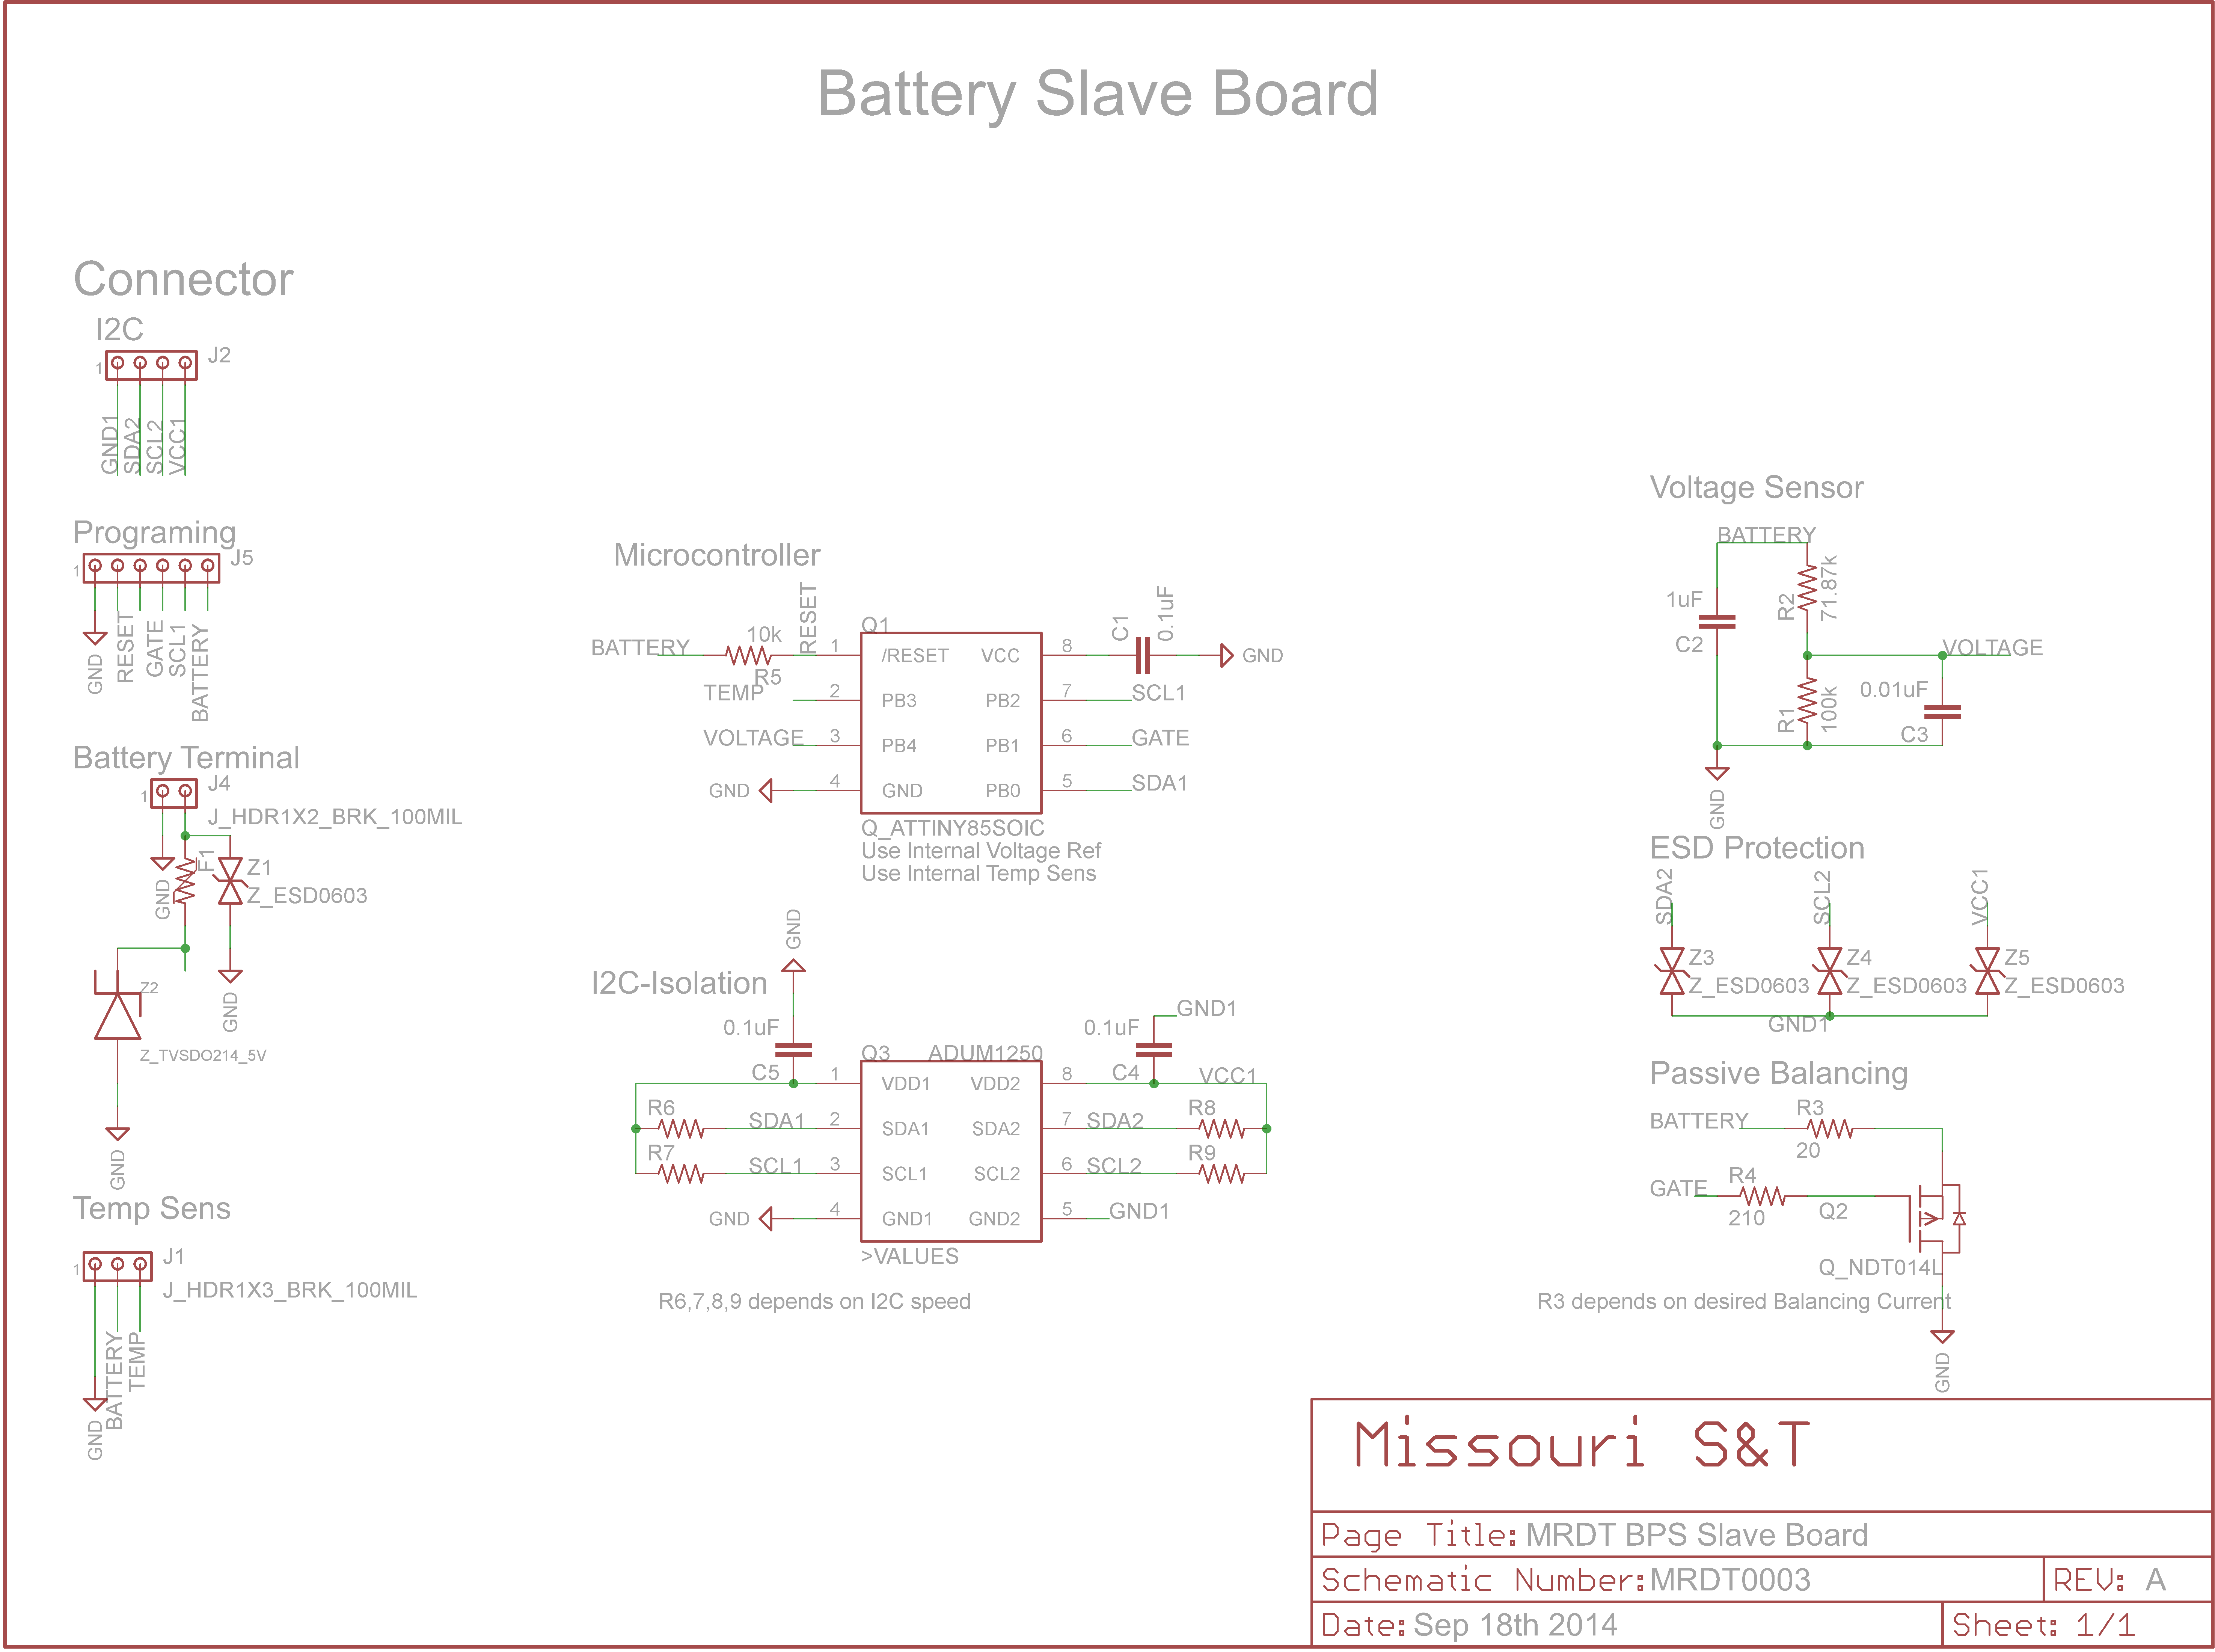 Battery Slave Board
Connector
I2C
J2
1
GND1
SDA2
SCL2
VCC1
Programing
J5
1
GND
RESET
GATE
SCL1
BATTERY
Battery Terminal
J4
1
J_HDR1X2_BRK_100MIL
GND
F1
Z1
Z_ESD0603
GND
Z2
Z_TVSDO214_5V
GND
Temp Sens
J1
1
J_HDR1X3_BRK_100MIL
GND
BATTERY
TEMP
Microcontroller
BATTERY
10k
R5
RESET
Q1
1
/RESET
VCC
8
C1
0.1uF
GND
TEMP
2
PB3
PB2
7
SCL1
VOLTAGE
3
PB4
PB1
6
GATE
GND
4
GND
PB0
5
SDA1
Q_ATTINY85SOIC
Use Internal Voltage Ref
Use Internal Temp Sens
I2C-Isolation
GND
0.1uF
C5
0.1uF
C4
GND1
Q3
ADUM1250
1
VDD1
VDD2
8
VCC1
R6
SDA1
2
SDA1
SDA2
7
SDA2
R8
R7
SCL1
3
SCL1
SCL2
6
SCL2
R9
GND
4
GND1
GND2
5
GND1
>VALUES
R6,7,8,9 depends on I2C speed
Voltage Sensor
BATTERY
1uF
C2
R2
71.87k
VOLTAGE
R1
100k
0.01uF
C3
GND
ESD Protection
SDA2
SCL2
VCC1
Z3
Z_ESD0603
Z4
Z_ESD0603
Z5
Z_ESD0603
GND1
Passive Balancing
BATTERY
R3
20
GATE
R4
210
Q2
Q_NDT014L
R3 depends on desired Balancing Current
GND
Missouri S&T
Page Title: MRDT BPS Slave Board
Schematic Number: MRDT0003
REV: A
Date: Sep 18th 2014
Sheet: 1/1